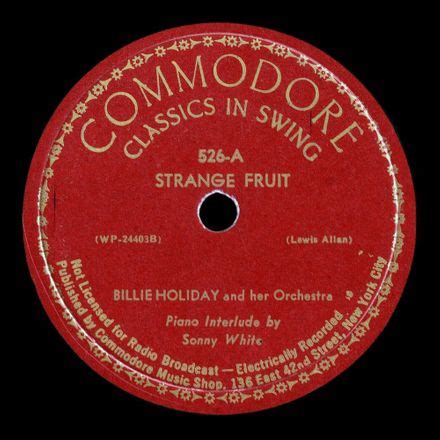 COMMODORE
CLASSICS IN SWING
526-A
STRANGE FRUIT
(WP-24403B)
(Lewis Allan)
BILLIE HOLIDAY and her Orchestra
Piano Interlude by
Sonny White
Not Licensed for Radio Broadcast — Electrically Recorded
Published by Commodore Music Shop. 136 East 42nd Street, New York City